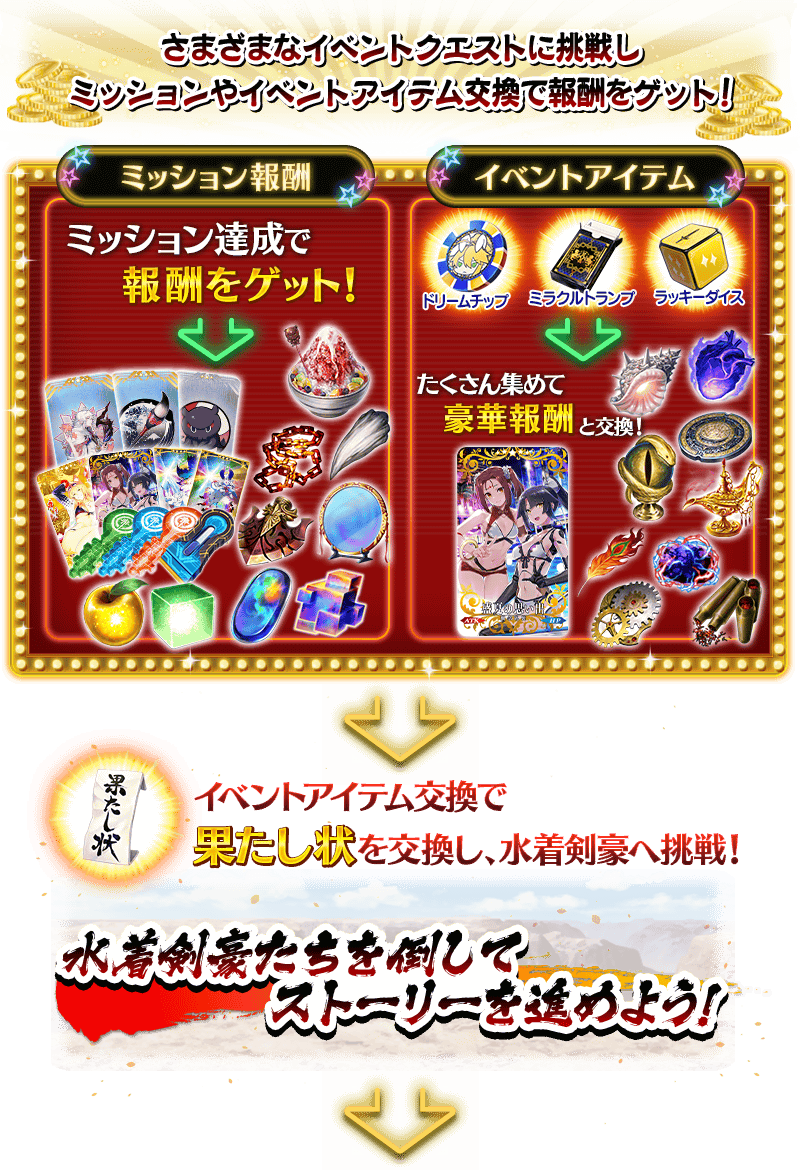 さまざまなイベントクエストに挑戦し
ミッションやイベントアイテム交換で報酬をゲット!
ミッション報酬
ミッション達成で
報酬をゲット!
イベントアイテム
ドリームチップ
ミラクルトランプ
ラッキーダイス
たくさん集めて
豪華報酬と交換!
ATK
HP
果たし状
イベントアイテム交換で
果たし状を交換し、水着剣豪へ挑戦!
水着剣豪たちを倒して
ストーリーを進めよう!